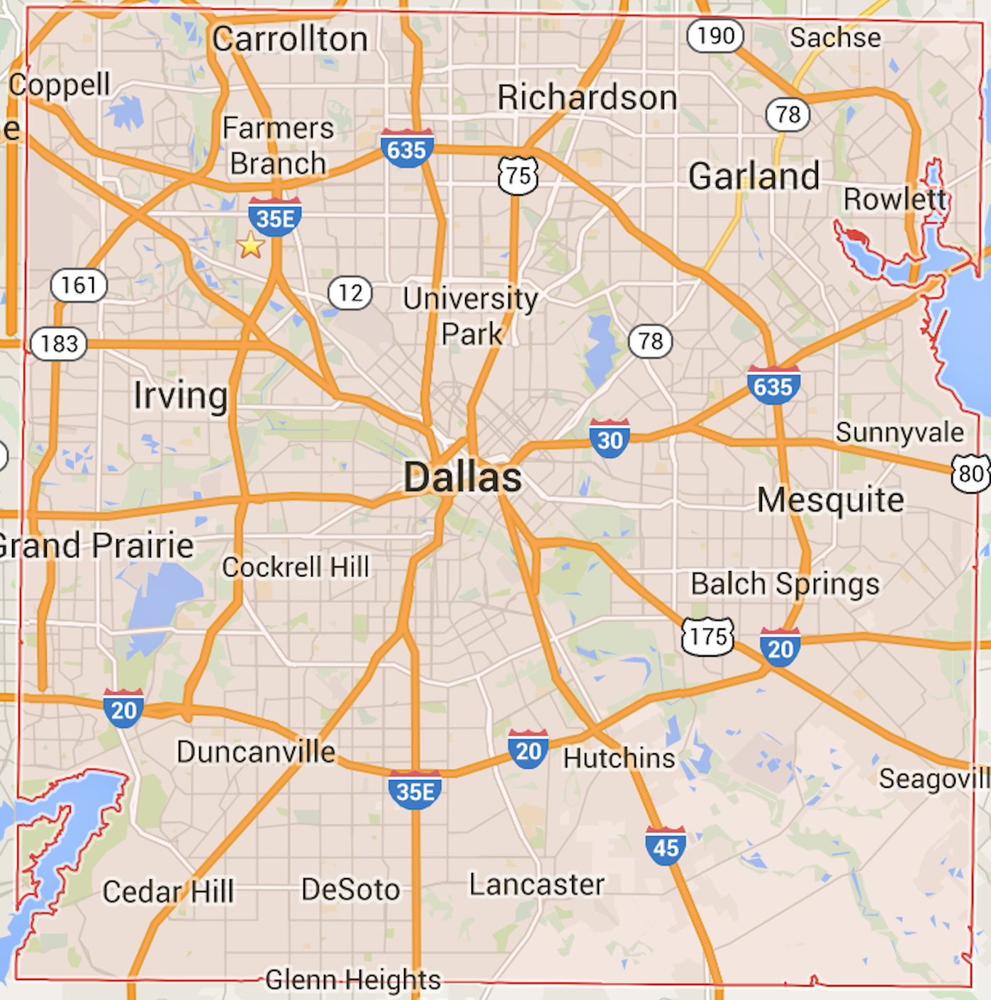 190
Sachse
Carrollton
Coppell
Richardson
78
Farmers
Branch
e
635
75
Garland
Rowlett
35E
161
12
University
Park
183
78
635
Irving
30
Sunnyvale
80
Dallas
Mesquite
Grand Prairie
Cockrell Hill
Balch Springs
175
20
20
Duncanville
20
Hutchins
Seagovill
35E
45
Cedar Hill
DeSoto
Lancaster
Glenn Heights